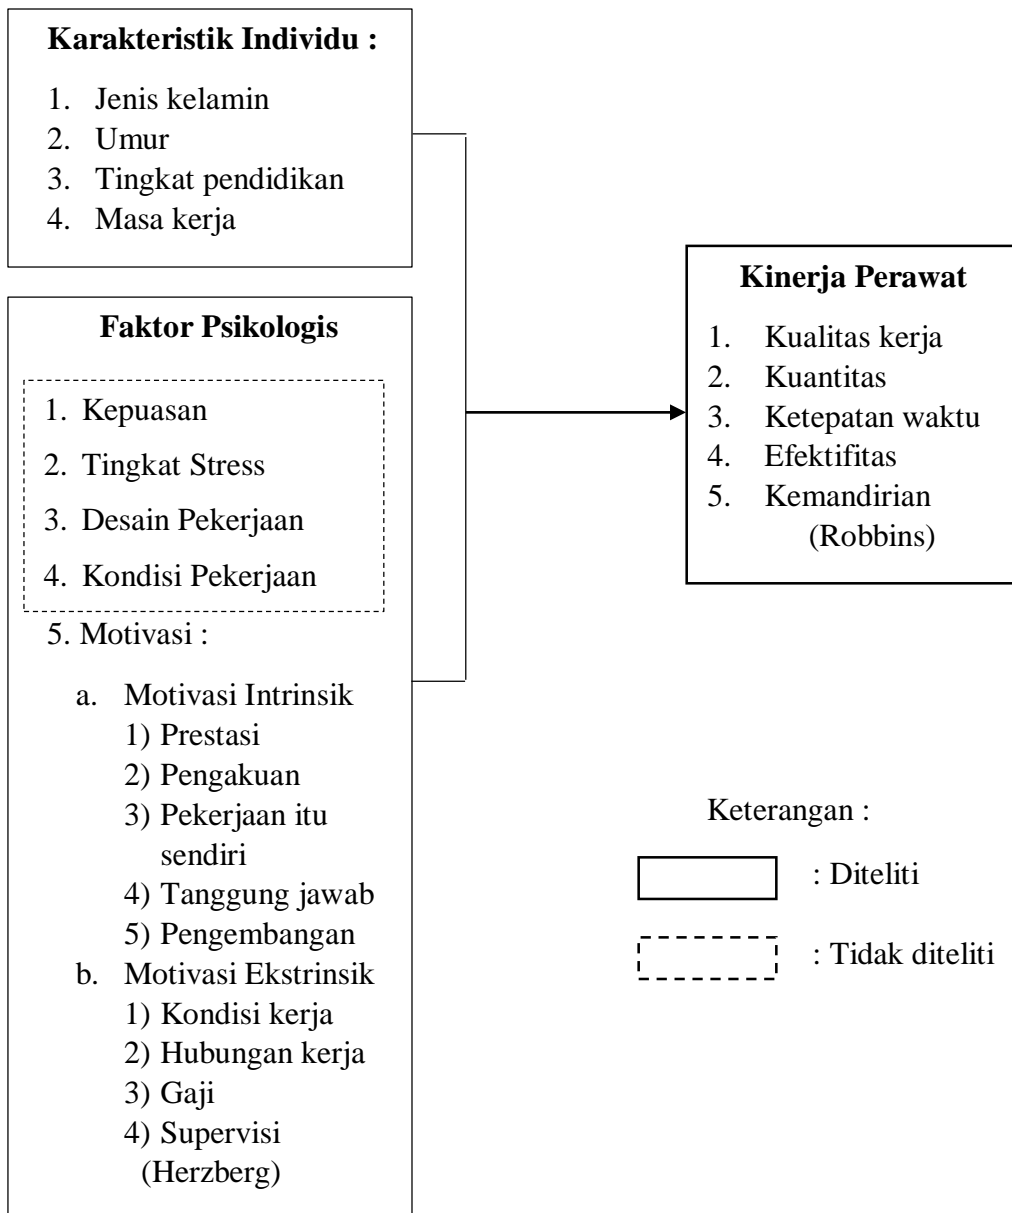 Karakteristik Individu :
1. Jenis kelamin
2. Umur
3. Tingkat pendidikan
4. Masa kerja
Faktor Psikologis
1. Kepuasan
2. Tingkat Stress
3. Desain Pekerjaan
4. Kondisi Pekerjaan
5. Motivasi :
a. Motivasi Intrinsik
1) Prestasi
2) Pengakuan
3) Pekerjaan itu
sendiri
4) Tanggung jawab
5) Pengembangan
b. Motivasi Ekstrinsik
1) Kondisi kerja
2) Hubungan kerja
3) Gaji
4) Supervisi
(Herzberg)
Kinerja Perawat
1. Kualitas kerja
2. Kuantitas
3. Ketepatan waktu
4. Efektifitas
5. Kemandirian
(Robbins)
Keterangan :
: Diteliti
: Tidak diteliti